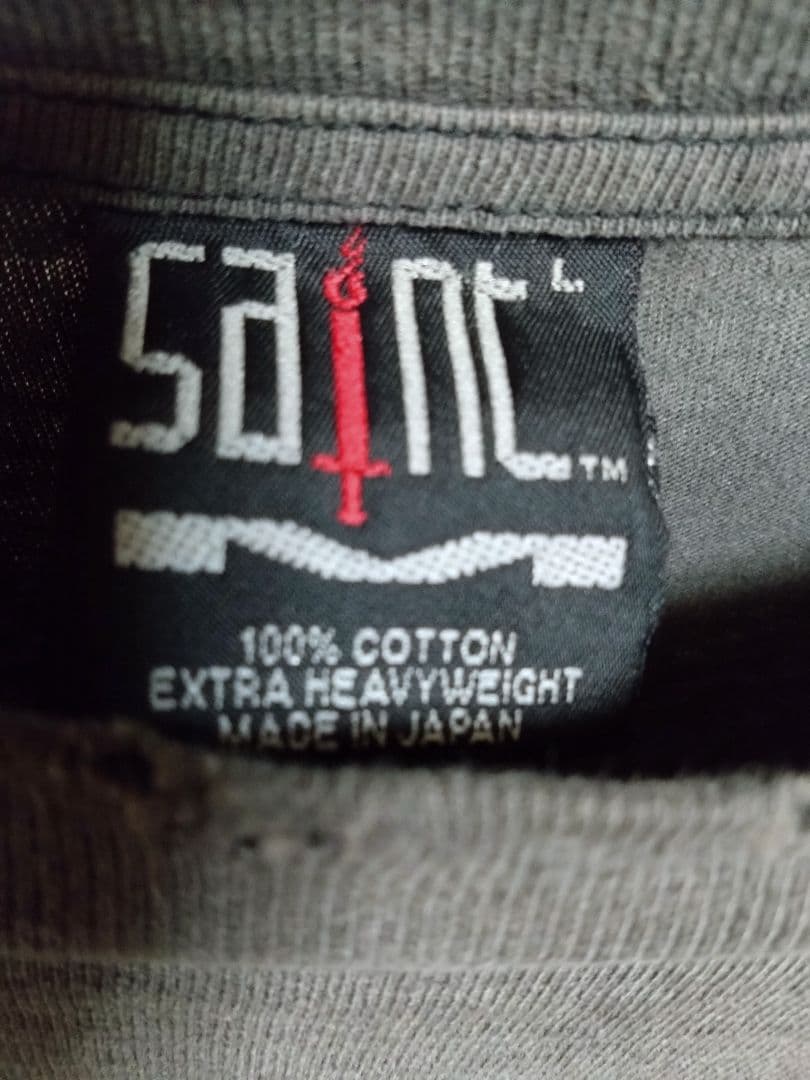 saint L
TM
100% COTTON
EXTRA HEAVYWEIGHT
MADE IN JAPAN